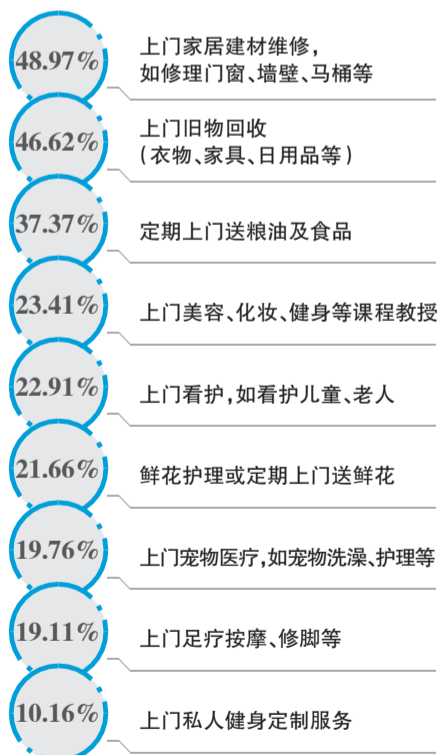 48.97%
上门家居建材维修，
如修理门窗、墙壁、马桶等
46.62%
上门旧物回收
（衣物、家具、日用品等）
37.37%
定期上门送粮油及食品
23.41%
上门美容、化妆、健身等课程教授
22.91%
上门看护，如看护儿童、老人
21.66%
鲜花护理或定期上门送鲜花
19.76%
上门宠物医疗，如宠物洗澡、护理等
19.11%
上门足疗按摩、修脚等
10.16%
上门私人健身定制服务